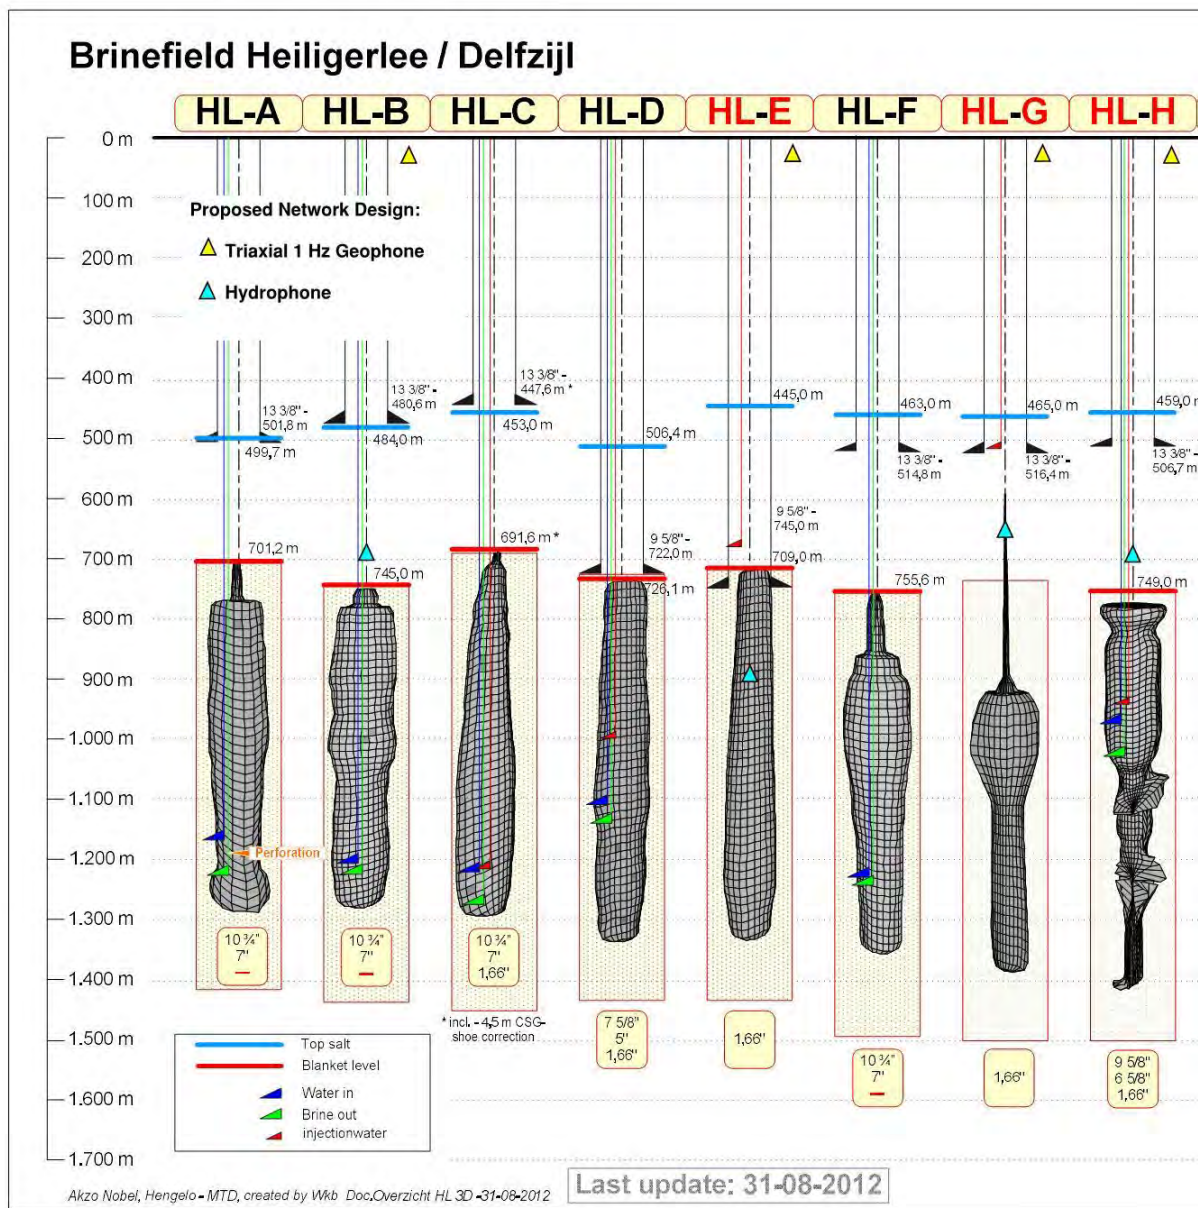 Brinefield Heiligerlee / Delfzijl
HL-A HL-B HL-C HL-D HL-E HL-F HL-G HL-H
0 m
100 m
200 m
300 m
400 m
500 m
600 m
700 m
800 m
900 m
1.000 m
1.100 m
1.200 m
1.300 m
1.400 m
1.500 m
1.600 m
1.700 m
Proposed Network Design:
Triaxial 1 Hz Geophone
Hydrophone
13 3/8" -
501,8 m
499,7 m
701,2 m
Perforation
10 ¾"
7"
13 3/8" -
480,6 m
484,0 m
745,0 m
10 ¾"
7"
13 3/8" -
447,6 m *
453,0 m
691,6 m *
10 ¾"
7"
1,66"
* incl. - 4,5 m CSG-
shoe correction
506,4 m
9 5/8" -
722,0 m
726,1 m
7 5/8"
5"
1,66"
445,0 m
9 5/8" -
745,0 m
709,0 m
1,66"
463,0 m
13 3/8" -
514,8 m
755,6 m
10 ¾"
7"
465,0 m
13 3/8" -
516,4 m
1,66"
459,0 m
13 3/8" -
506,7 m
749,0 m
9 5/8"
6 5/8"
1,66"
Top salt
Blanket level
Water in
Brine out
injectionwater
Akzo Nobel, Hengelo - MTD, created by Wkb Doc.Overzicht HL 3D -31-08-2012
Last update: 31-08-2012